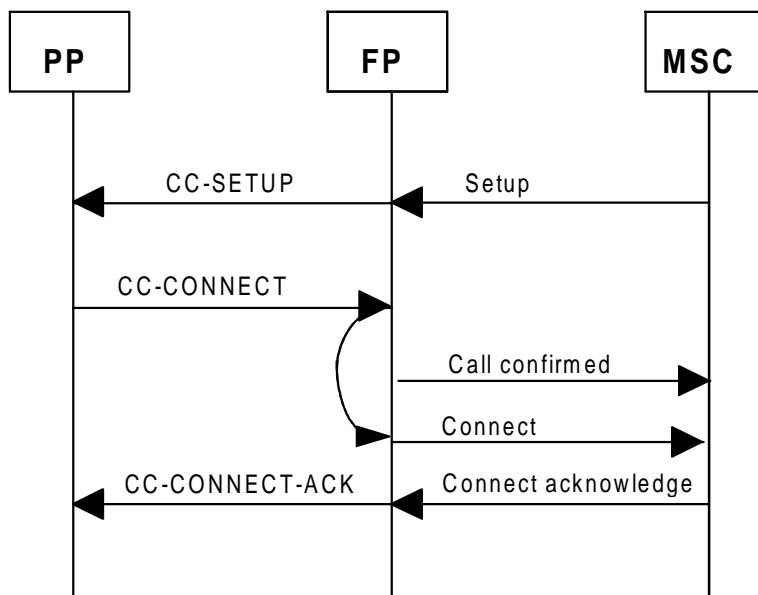 PP FP MSC
CC-SETUP Setup
CC-CONNECT
Call confirmed
Connect
CC-CONNECT-ACK Connect acknowledge